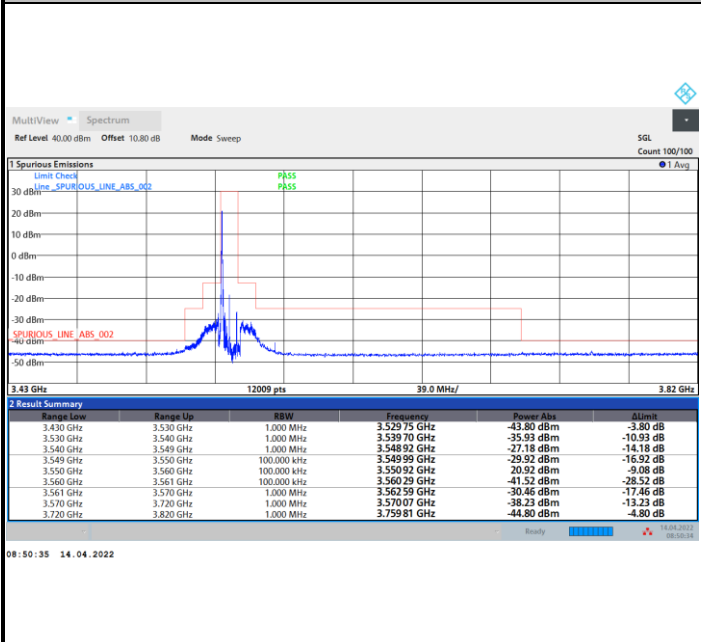 MultiView Spectrum
Ref Level 40.00 dBm Offset 10.80 dB Mode Sweep SGL
Count 100/100
1 Spurious Emissions 1 Avg
Limit Check PASS
Line _SPURIOUS_LINE_ABS_002 PASS
30 dBm
20 dBm
10 dBm
0 dBm
-10 dBm
-20 dBm
-30 dBm
SPURIOUS_LINE_ABS_002
-40 dBm
-50 dBm
3.43 GHz 12009 pts 39.0 MHz/ 3.82 GHz
2 Result Summary
Range Low Range Up RBW Frequency Power Abs ΔLimit
3.430 GHz 3.530 GHz 1.000 MHz 3.52975 GHz -43.80 dBm -3.80 dB
3.530 GHz 3.540 GHz 1.000 MHz 3.53970 GHz -35.93 dBm -10.93 dB
3.540 GHz 3.549 GHz 1.000 MHz 3.54892 GHz -27.18 dBm -14.18 dB
3.549 GHz 3.550 GHz 100.000 kHz 3.54999 GHz -29.92 dBm -16.92 dB
3.550 GHz 3.560 GHz 100.000 kHz 3.55092 GHz 20.92 dBm -9.08 dB
3.560 GHz 3.561 GHz 100.000 kHz 3.56029 GHz -41.52 dBm -28.52 dB
3.561 GHz 3.570 GHz 1.000 MHz 3.56259 GHz -30.46 dBm -17.46 dB
3.570 GHz 3.720 GHz 1.000 MHz 3.57007 GHz -38.23 dBm -13.23 dB
3.720 GHz 3.820 GHz 1.000 MHz 3.75981 GHz -44.80 dBm -4.80 dB
Ready 14.04.2022
08:50:34
08:50:35 14.04.2022